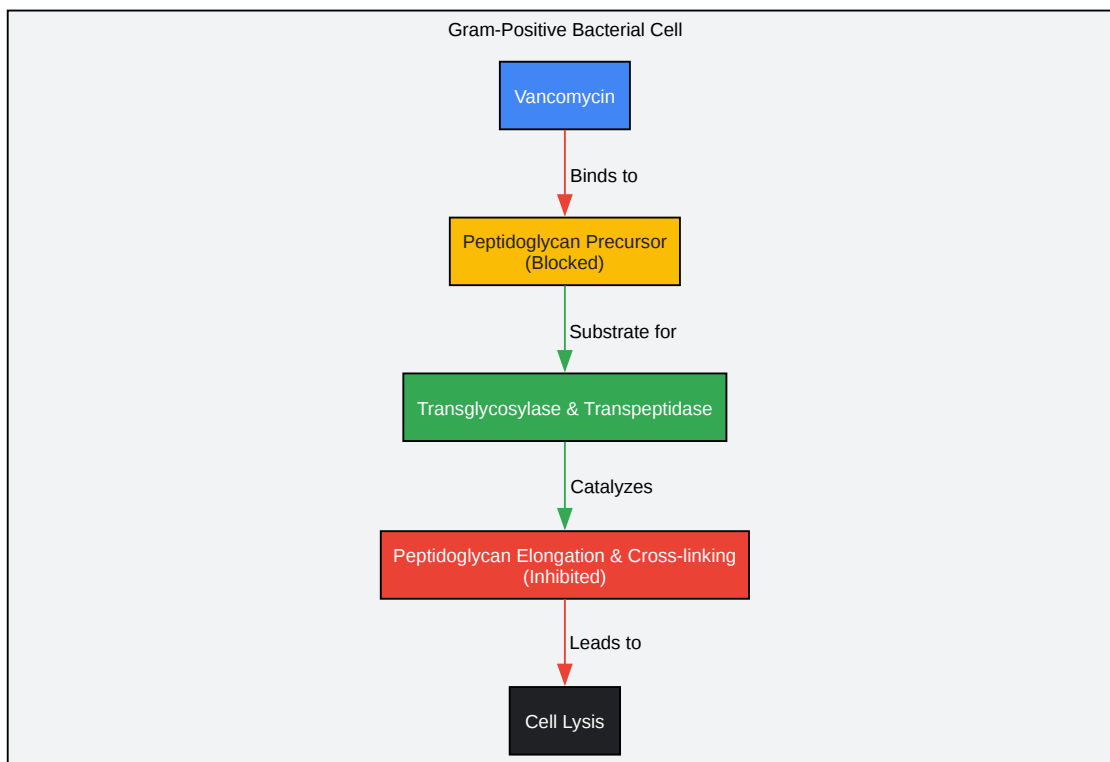 Gram-Positive Bacterial Cell
Vancomycin
Binds to
Peptidoglycan Precursor
(Blocked)
Substrate for
Transglycosylase & Transpeptidase
Catalyzes
Peptidoglycan Elongation & Cross-linking
(Inhibited)
Leads to
Cell Lysis